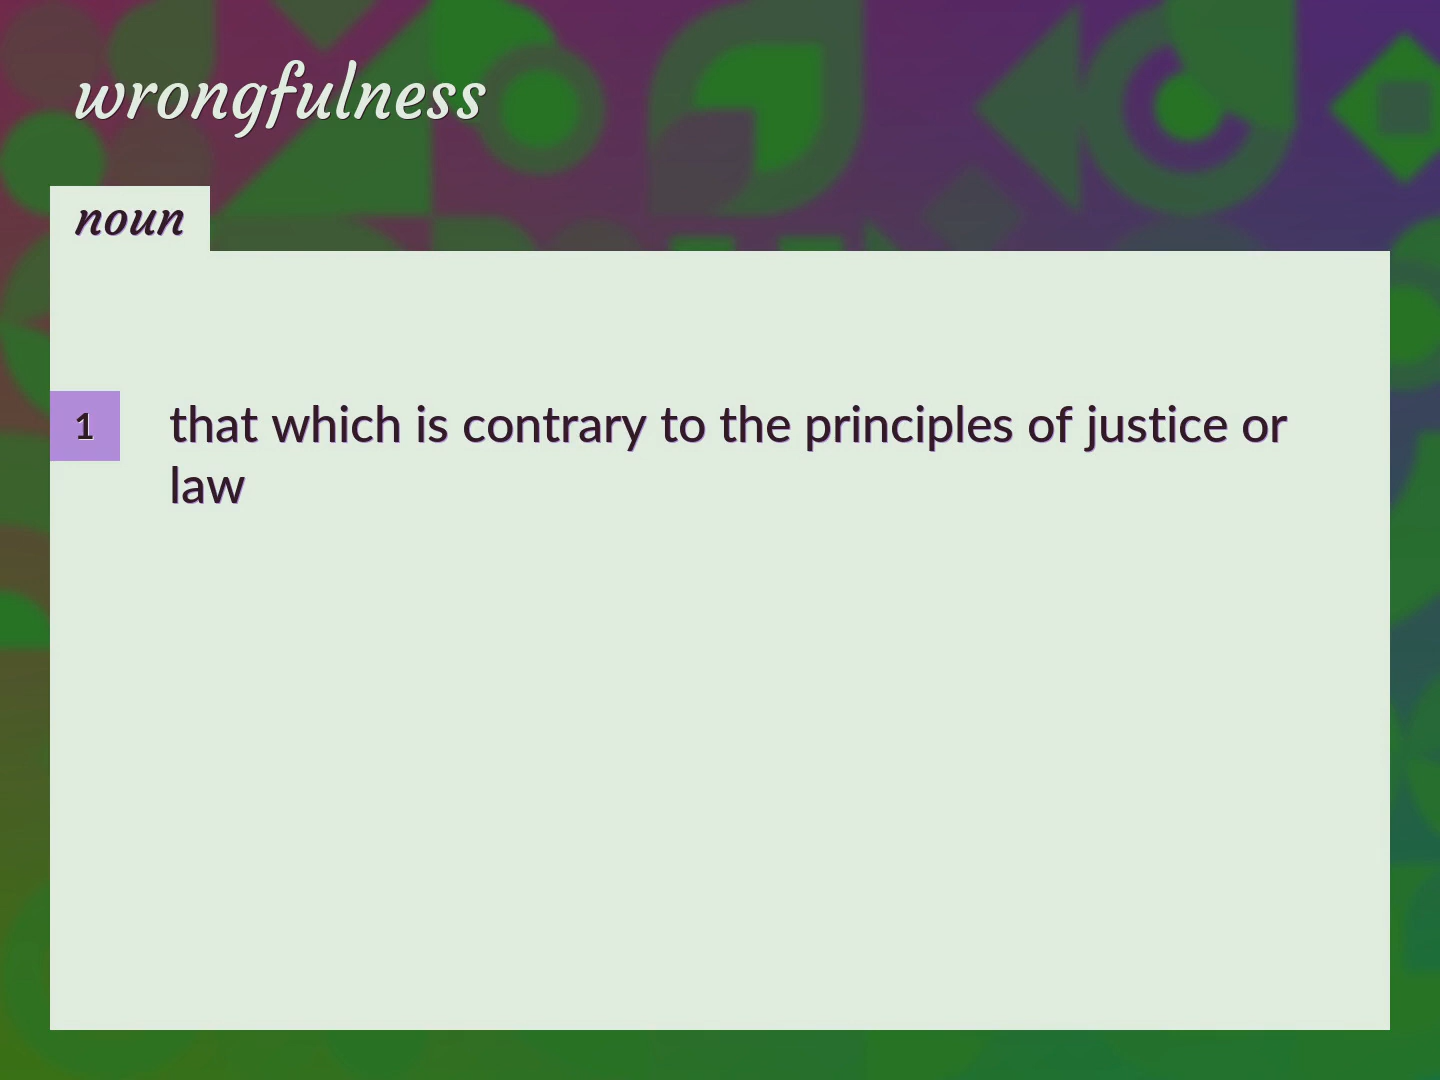 wrongfulness
noun
1
that which is contrary to the principles of justice or
law